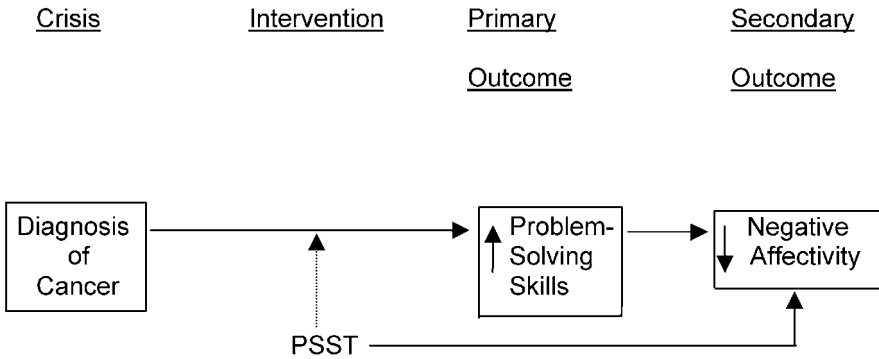 Crisis
Intervention
Primary
Outcome
Secondary
Outcome
Diagnosis
of
Cancer
Problem-
Solving
Skills
Negative
Affectivity
PSST